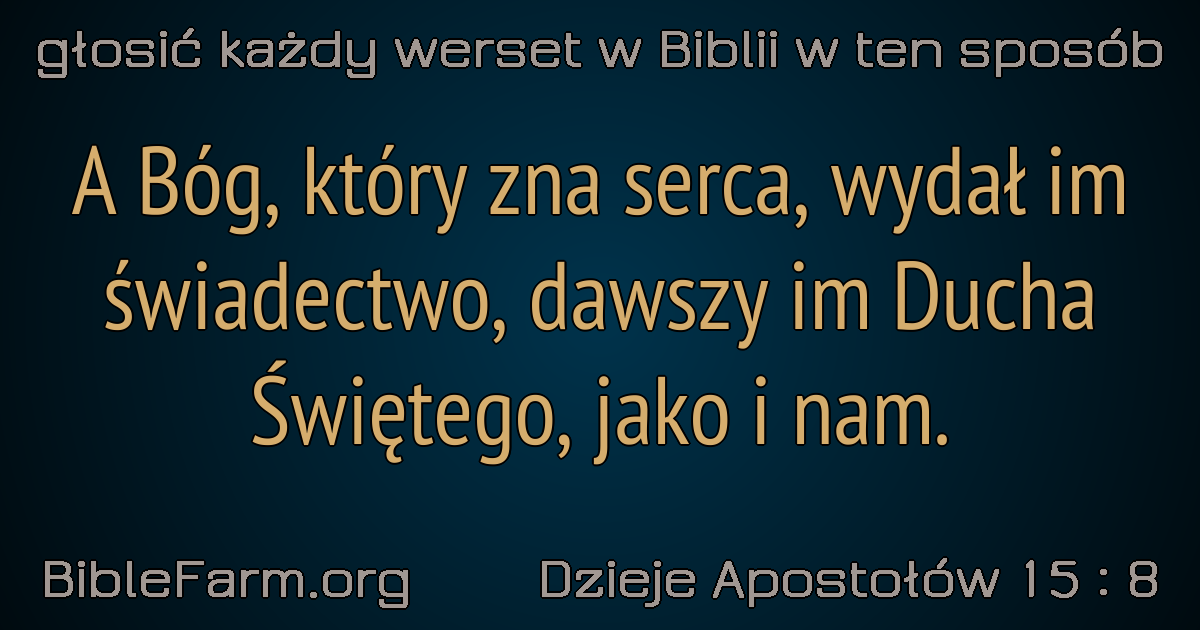 głosić każdy werset w Biblii w ten sposób
A Bóg, który zna serca, wydał im
świadectwo, dawszy im Ducha
Świętego, jako i nam.
BibleFarm.org
Dzieje Apostołów 15 : 8